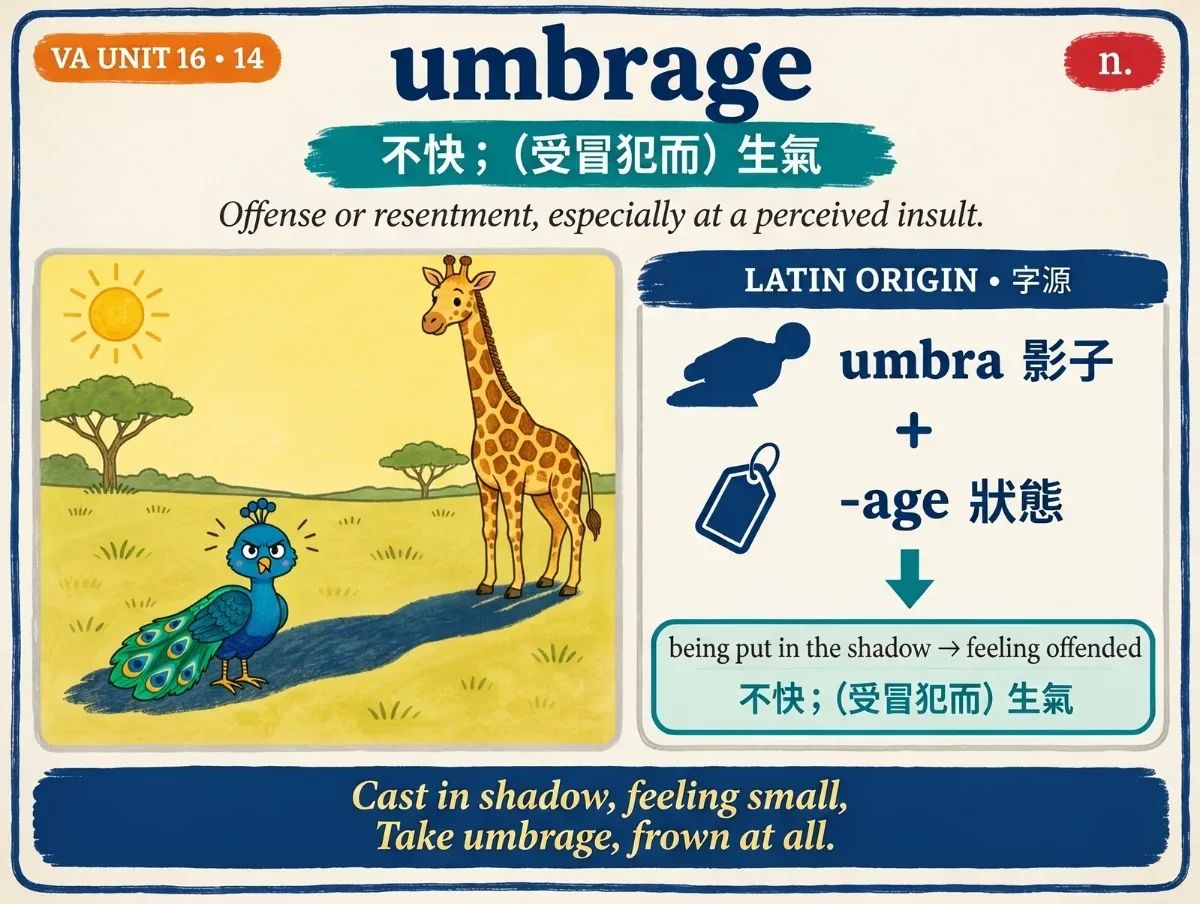 VA UNIT 16 • 14
umbrage
n.
不快；（受冒犯而）生氣
Offense or resentment, especially at a perceived insult.
LATIN ORIGIN • 字源
umbra 影子
+
-age 狀態
being put in the shadow → feeling offended
不快；（受冒犯而）生氣
Cast in shadow, feeling small,
Take umbrage, frown at all.